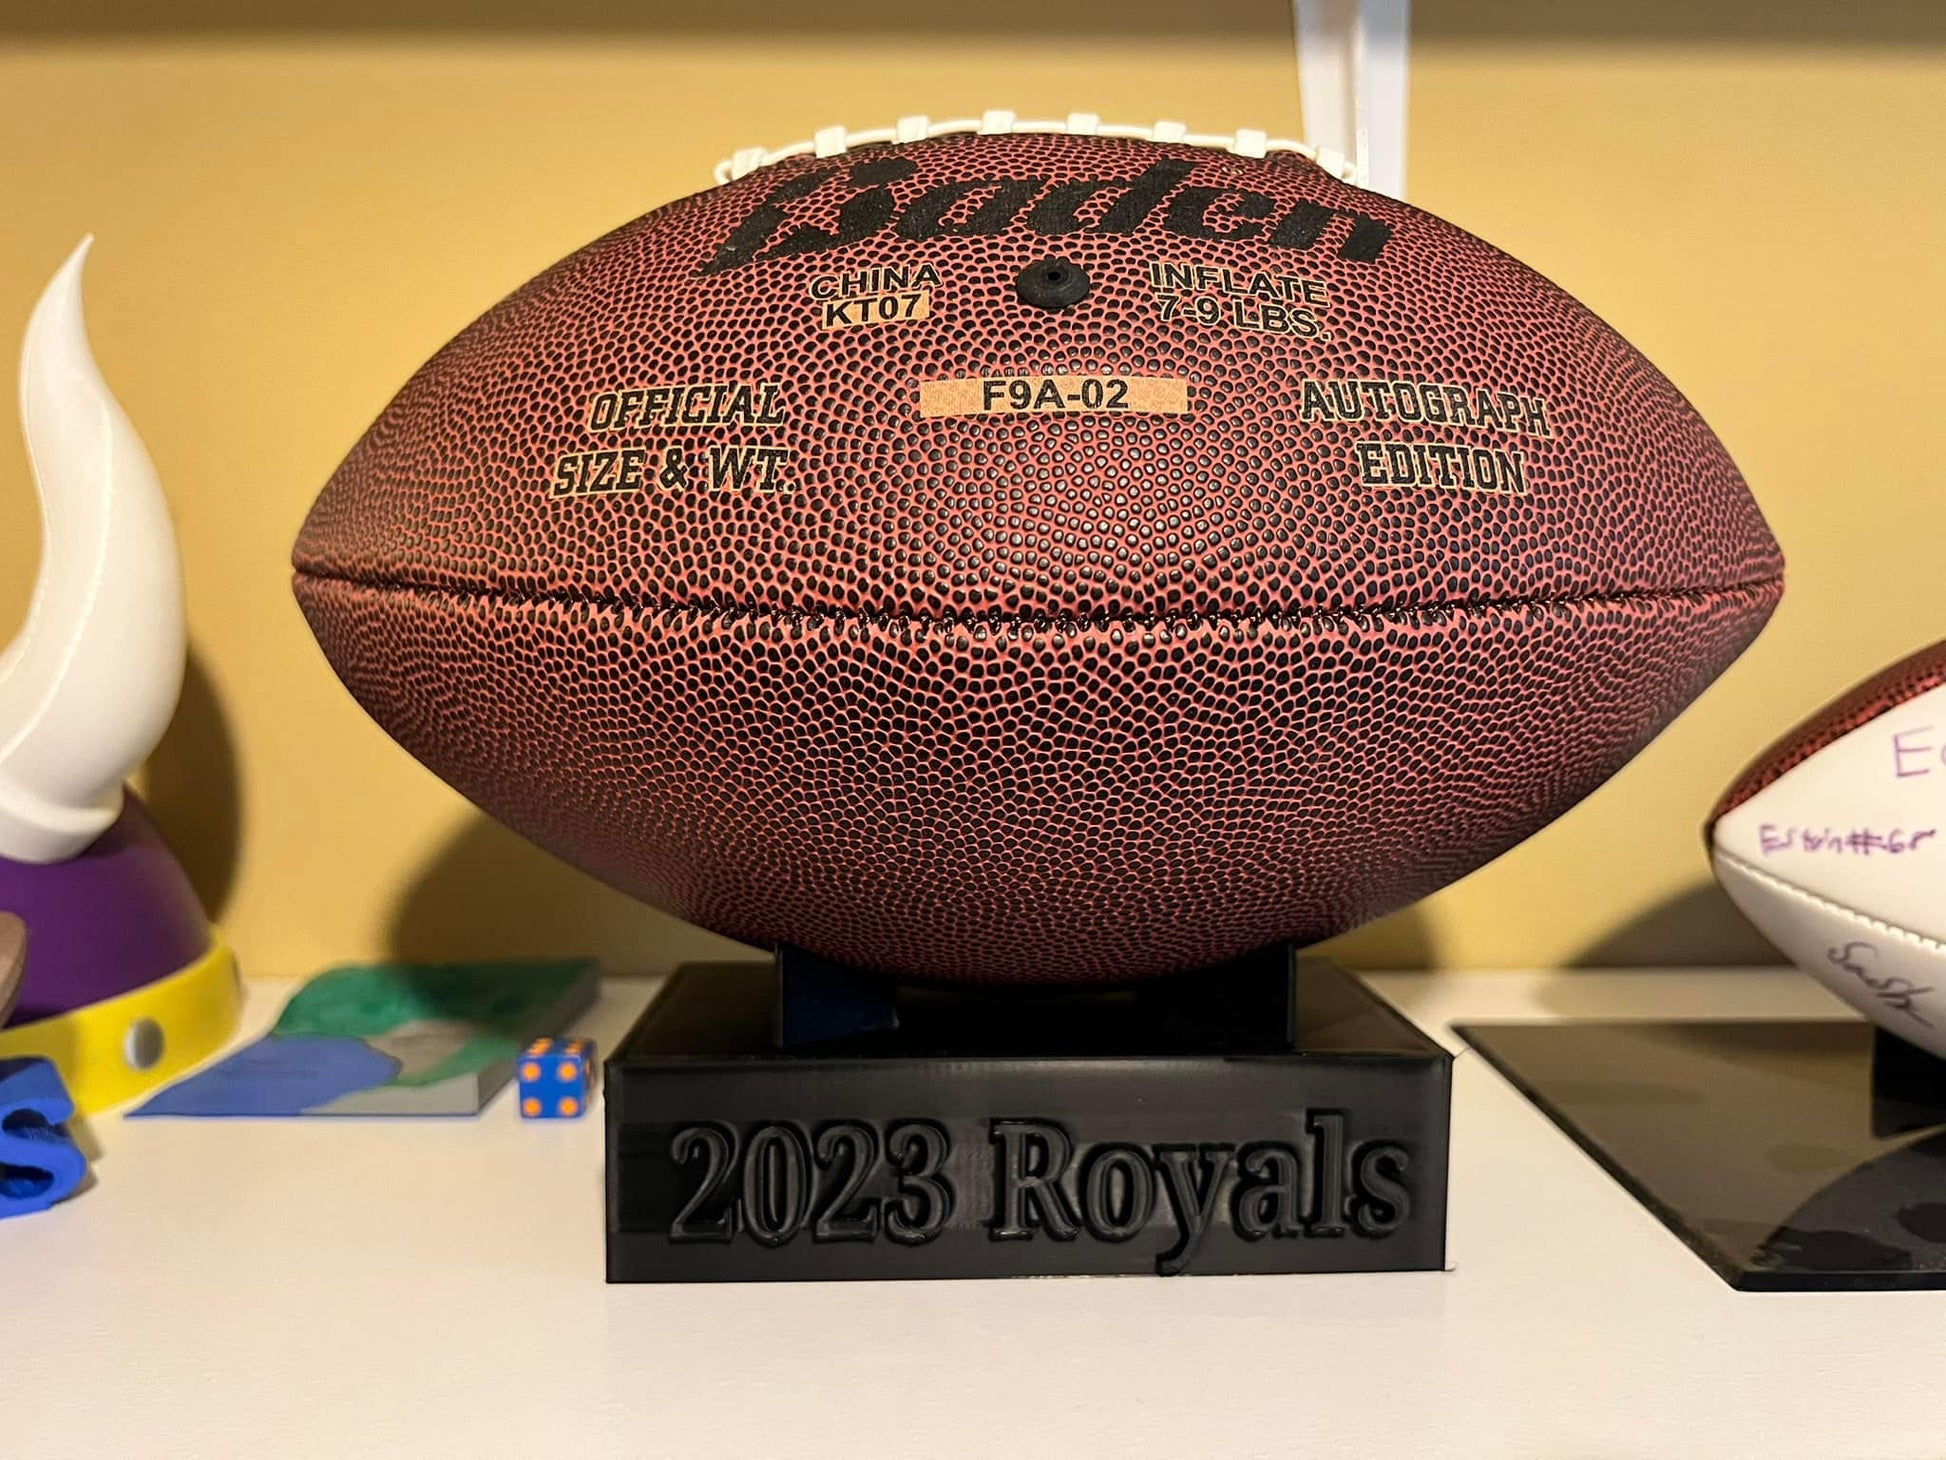 Baden
CHINA
KT07
INFLATE
7-9 LBS.
OFFICIAL
SIZE & WT.
F9A-02
AUTOGRAPH
EDITION
2023 Royals
S